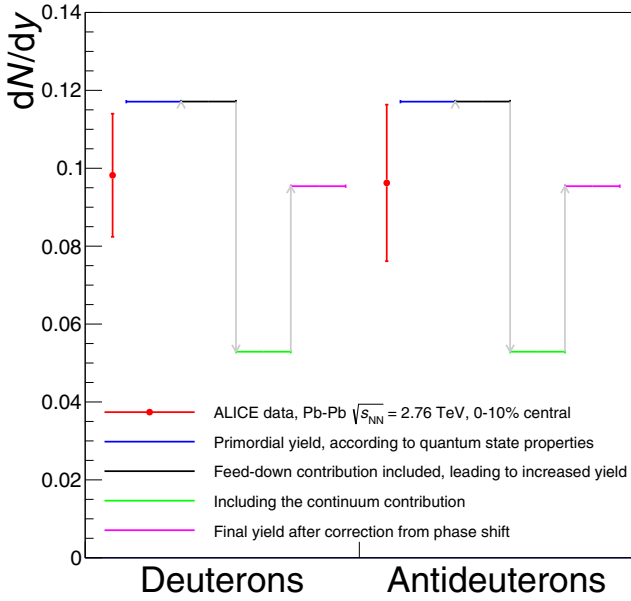 dN/dy
0.14
0.12
0.1
0.08
0.06
0.04
0.02
0
ALICE data, Pb-Pb √sNN = 2.76 TeV, 0-10% central
Primordial yield, according to quantum state properties
Feed-down contribution included, leading to increased yield
Including the continuum contribution
Final yield after correction from phase shift
Deuterons
Antideuterons